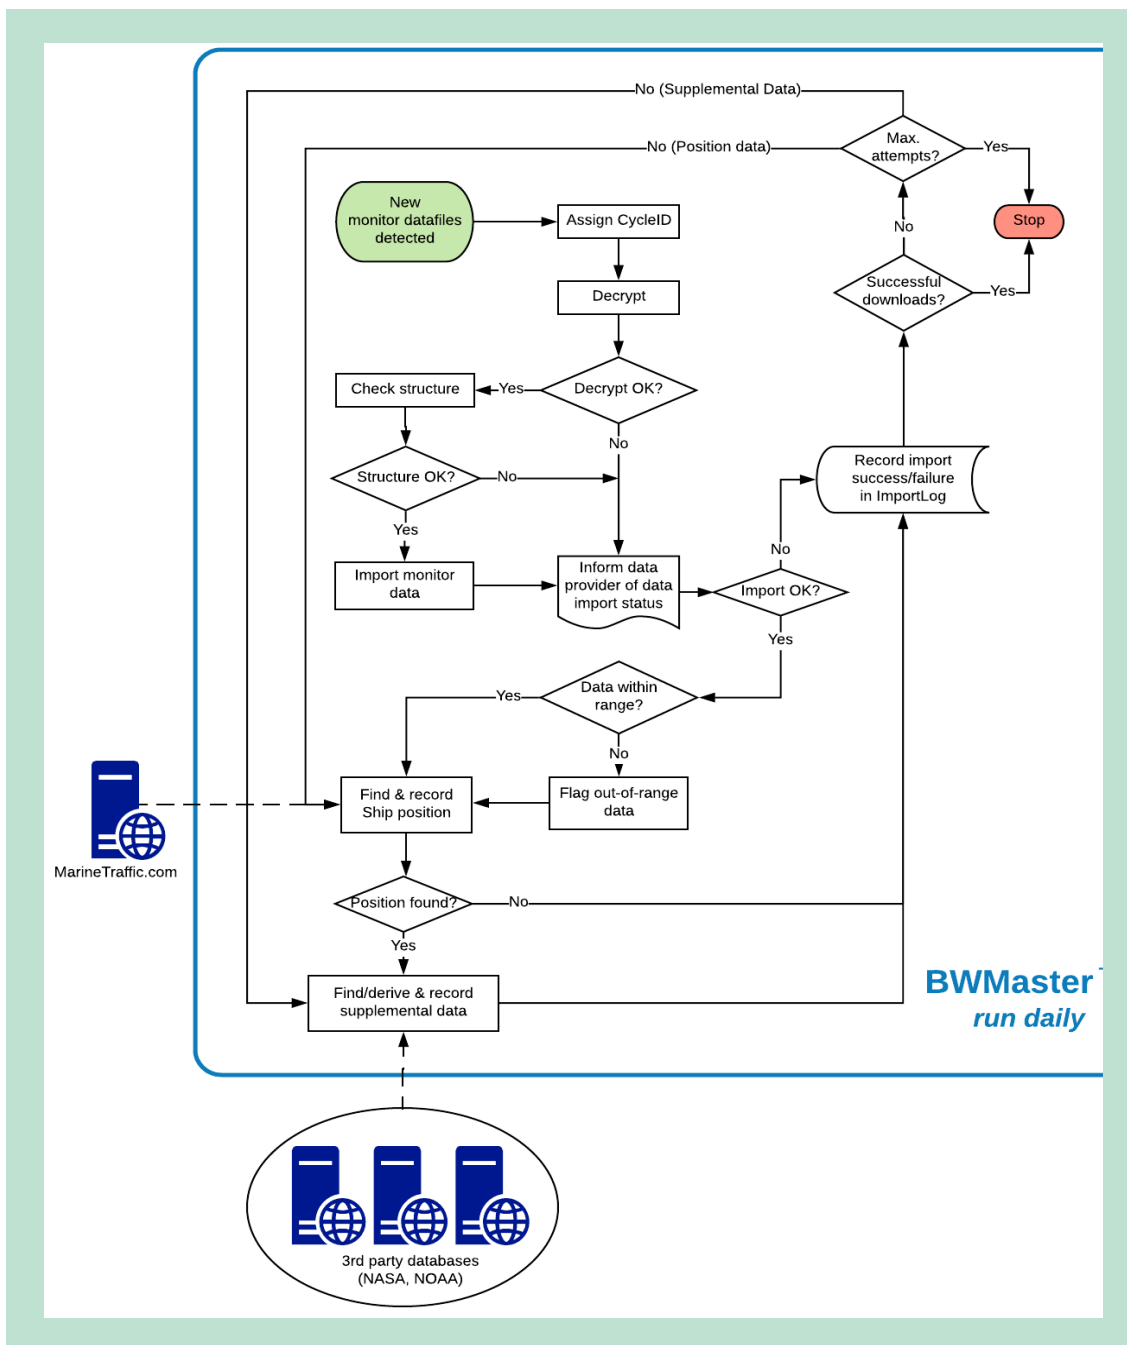 No (Supplemental Data)
Max.
attempts?
No (Position data)
Yes
New
monitor datafiles
detected
Assign CycleID
Stop
No
Decrypt
Successful
downloads?
Yes
Check structure
Yes
Decrypt OK?
No
Structure OK?
No
Record import
success/failure
in ImportLog
Yes
No
Import monitor
data
Inform data
provider of data
import status
Import OK?
Yes
Data within
range?
Yes
No
Find & record
Ship position
Flag out-of-range
data
MarineTraffic.com
Position found?
No
Yes
Find/derive & record
supplemental data
BWMaster
run daily
3rd party databases
(NASA, NOAA)